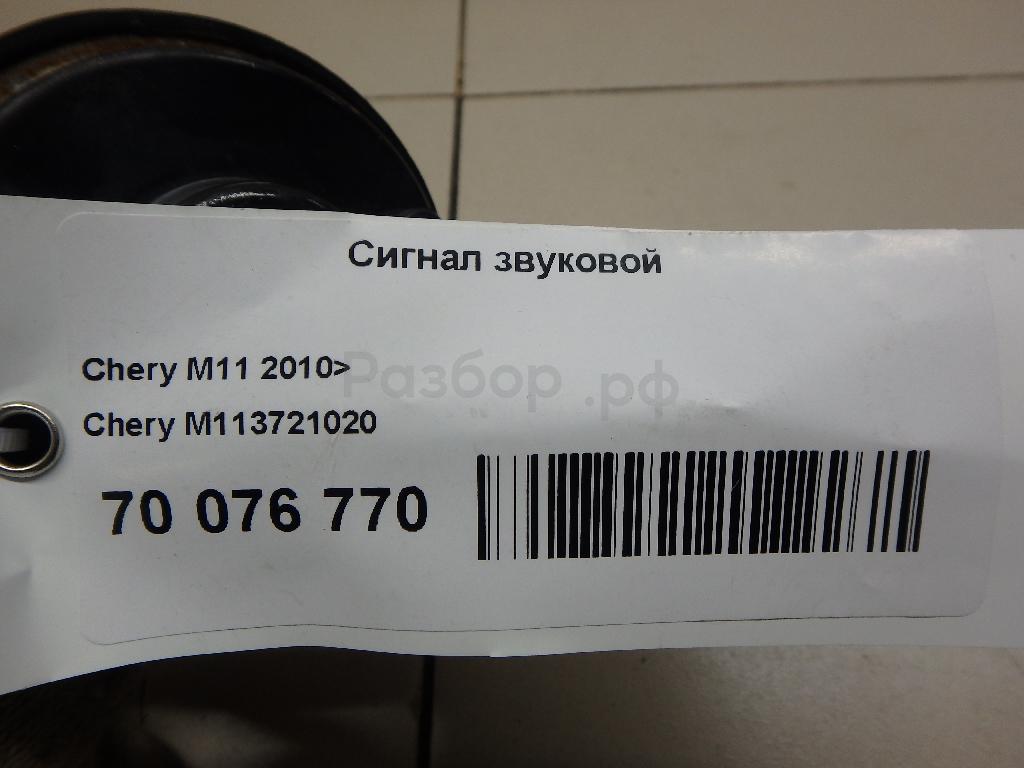 Сигнал звуковой
Chery M11 2010>
Разбор.рф
Chery M113721020
70 076 770